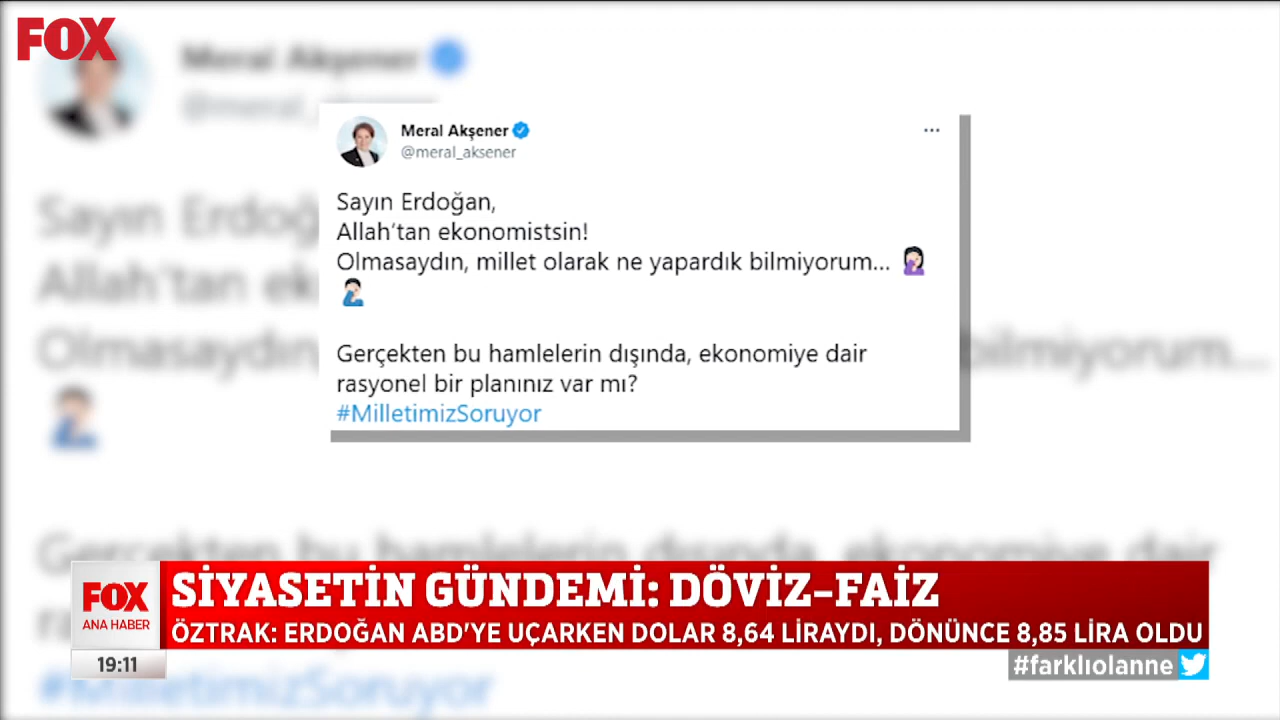 FOX
Meral Akşener
@meral_aksener
Sayın Erdoğan,
Allah'tan ekonomistsin!
Olmasaydın, millet olarak ne yapardık bilmiyorum...
Gerçekten bu hamlelerin dışında, ekonomiye dair
rasyonel bir planınız var mı?
#MilletimizSoruyor
FOX
ANA HABER
SİYASETİN GÜNDEMİ: DÖVİZ-FAİZ
ÖZTRAK: ERDOĞAN ABD'YE UÇARKEN DOLAR 8,64 LİRAYDI, DÖNÜNCE 8,85 LİRA OLDU
19:11
#farklıolanne